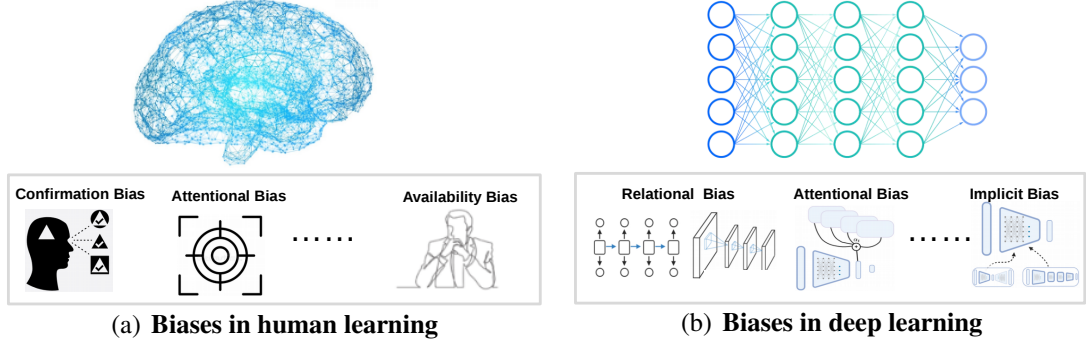 Confirmation Bias
Attentional Bias
......
Availability Bias
(a) Biases in human learning
Relational Bias
Attentional Bias
......
Implicit Bias
(b) Biases in deep learning